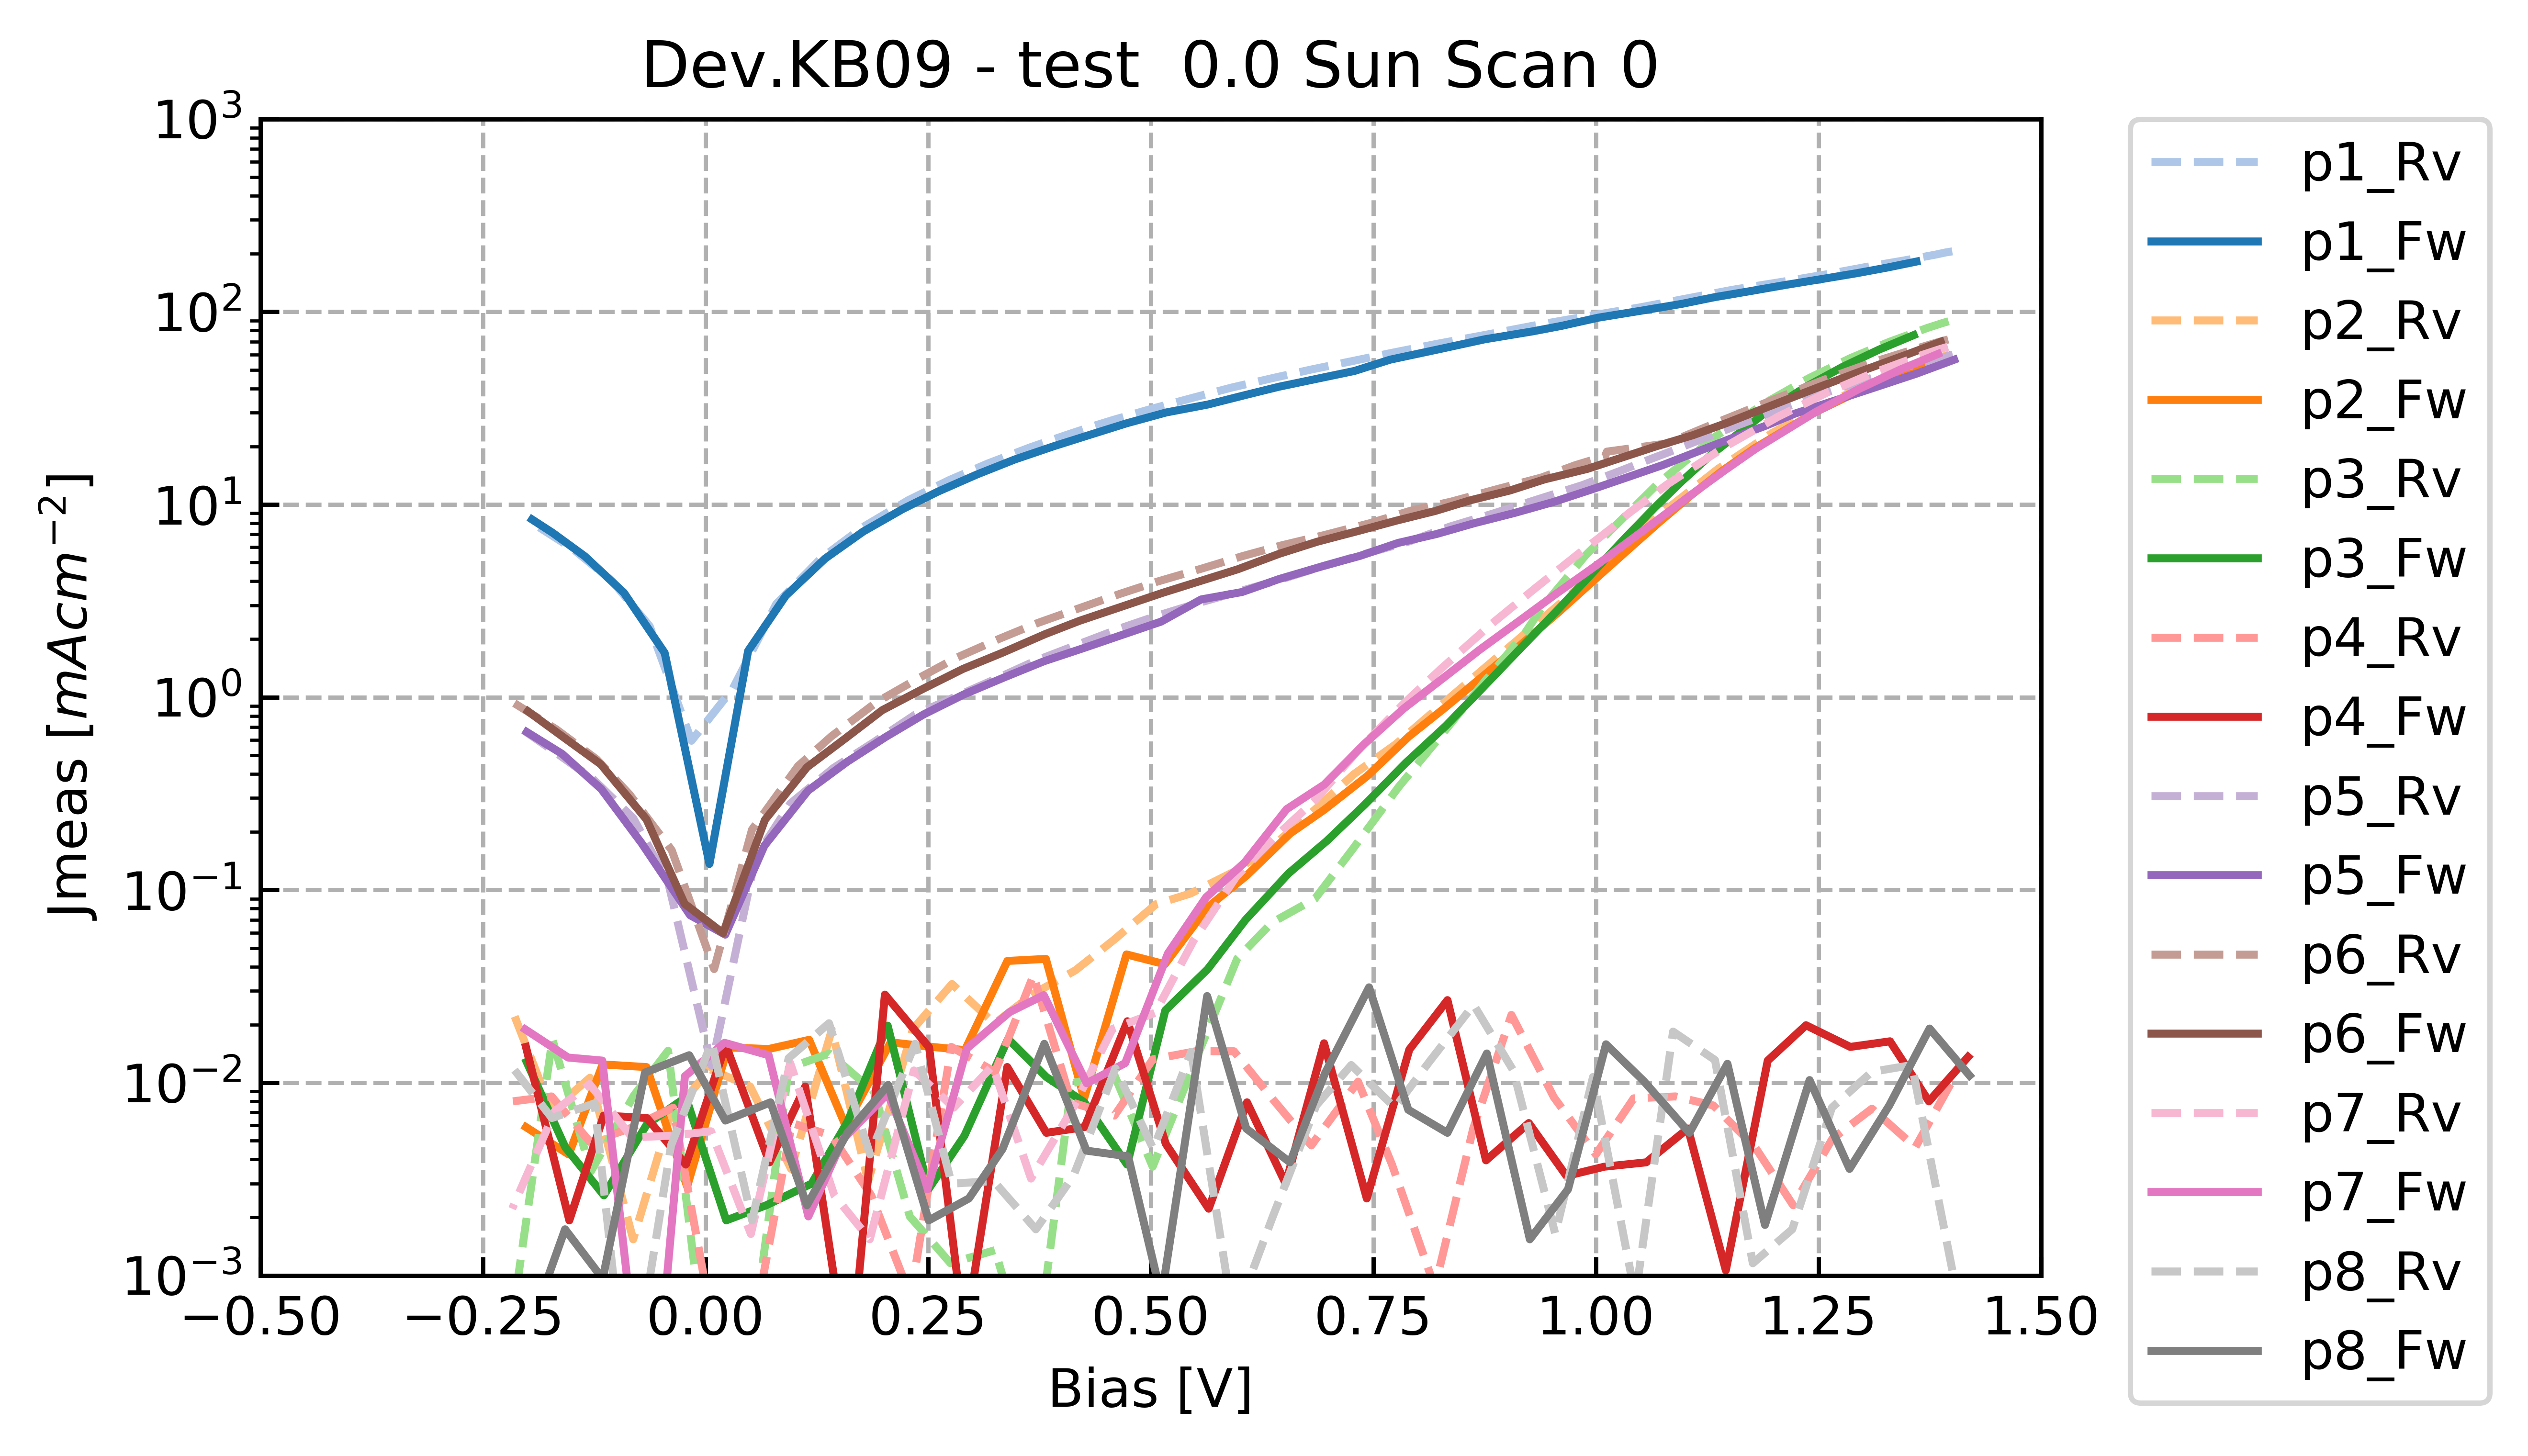 Dev.KB09 - test  0.0 Sun Scan 0
Jmeas [mAcm⁻²]
10³
10²
10¹
10⁰
10⁻¹
10⁻²
10⁻³
−0.50 −0.25 0.00 0.25 0.50 0.75 1.00 1.25 1.50
Bias [V]
p1_Rv
p1_Fw
p2_Rv
p2_Fw
p3_Rv
p3_Fw
p4_Rv
p4_Fw
p5_Rv
p5_Fw
p6_Rv
p6_Fw
p7_Rv
p7_Fw
p8_Rv
p8_Fw